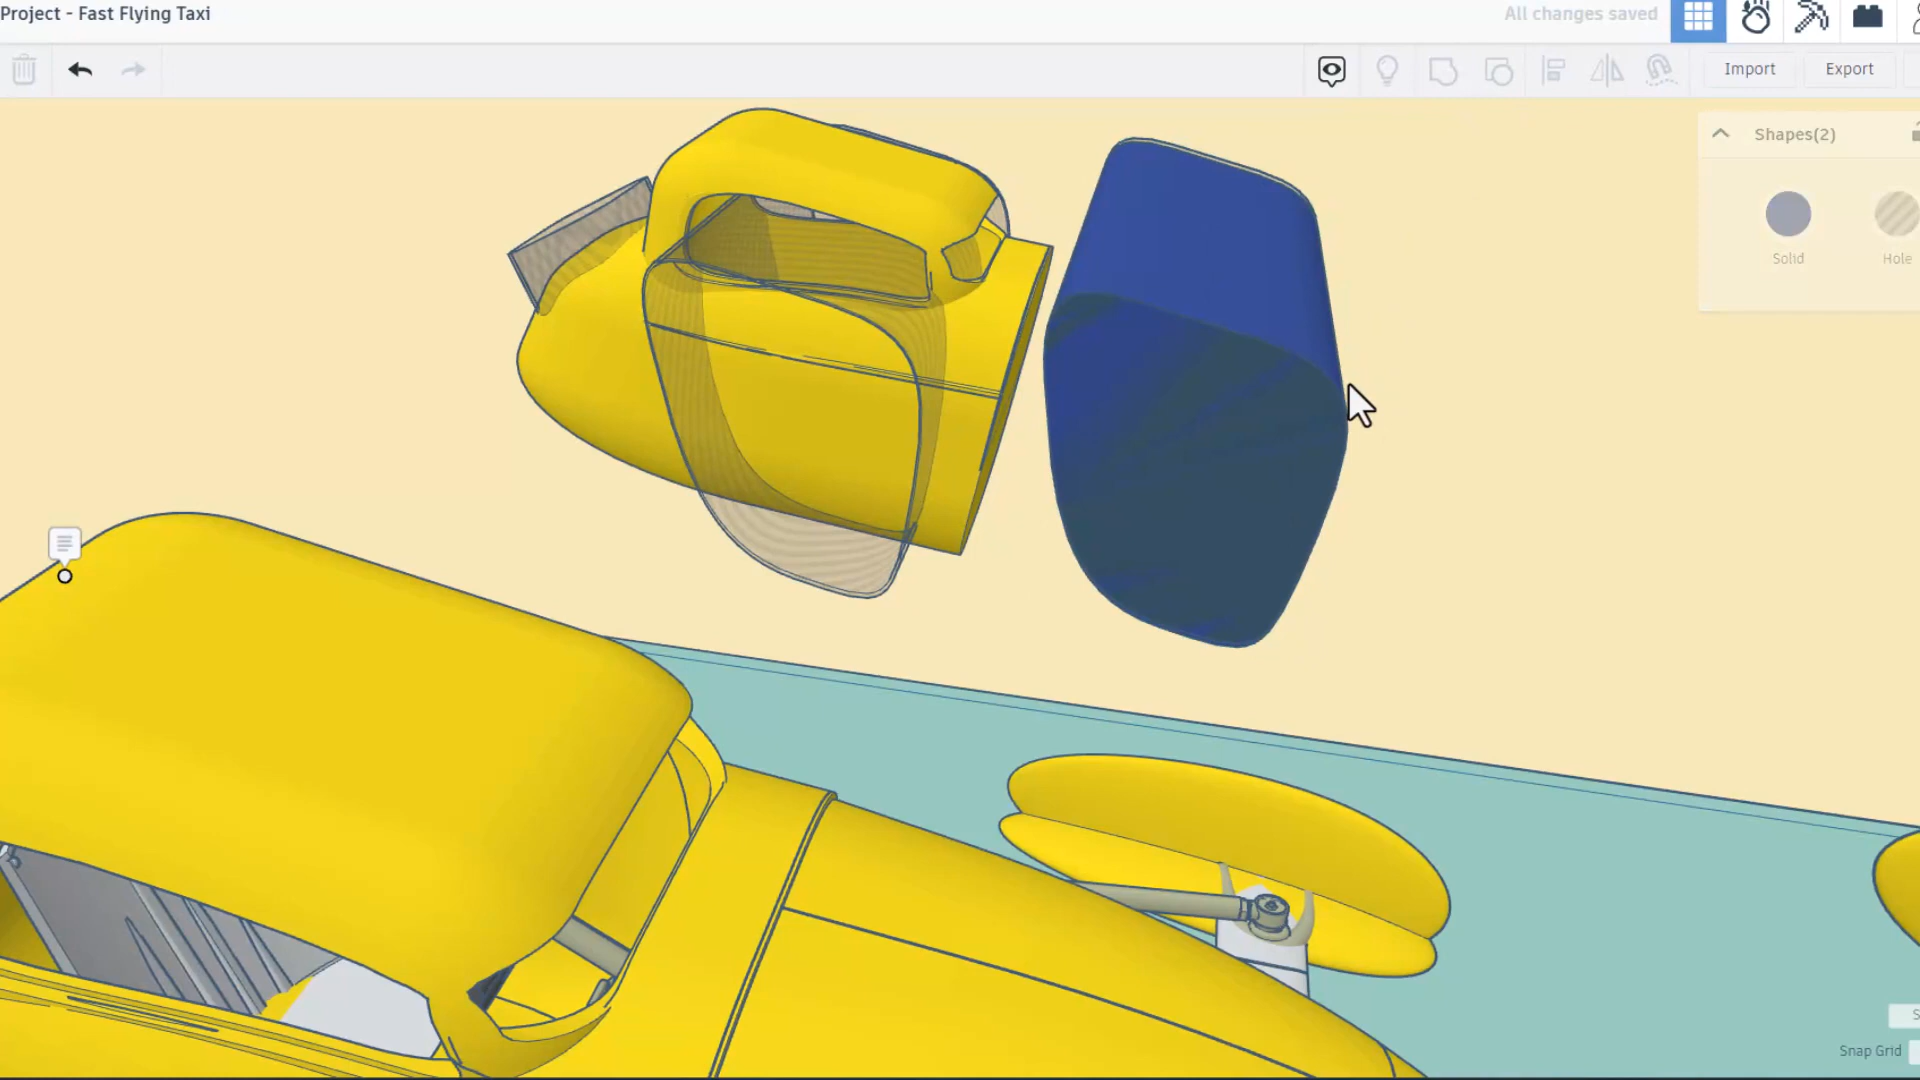 Project - Fast Flying Taxi
All changes saved
Import
Export
Shapes(2)
Solid
Hole
Snap Grid